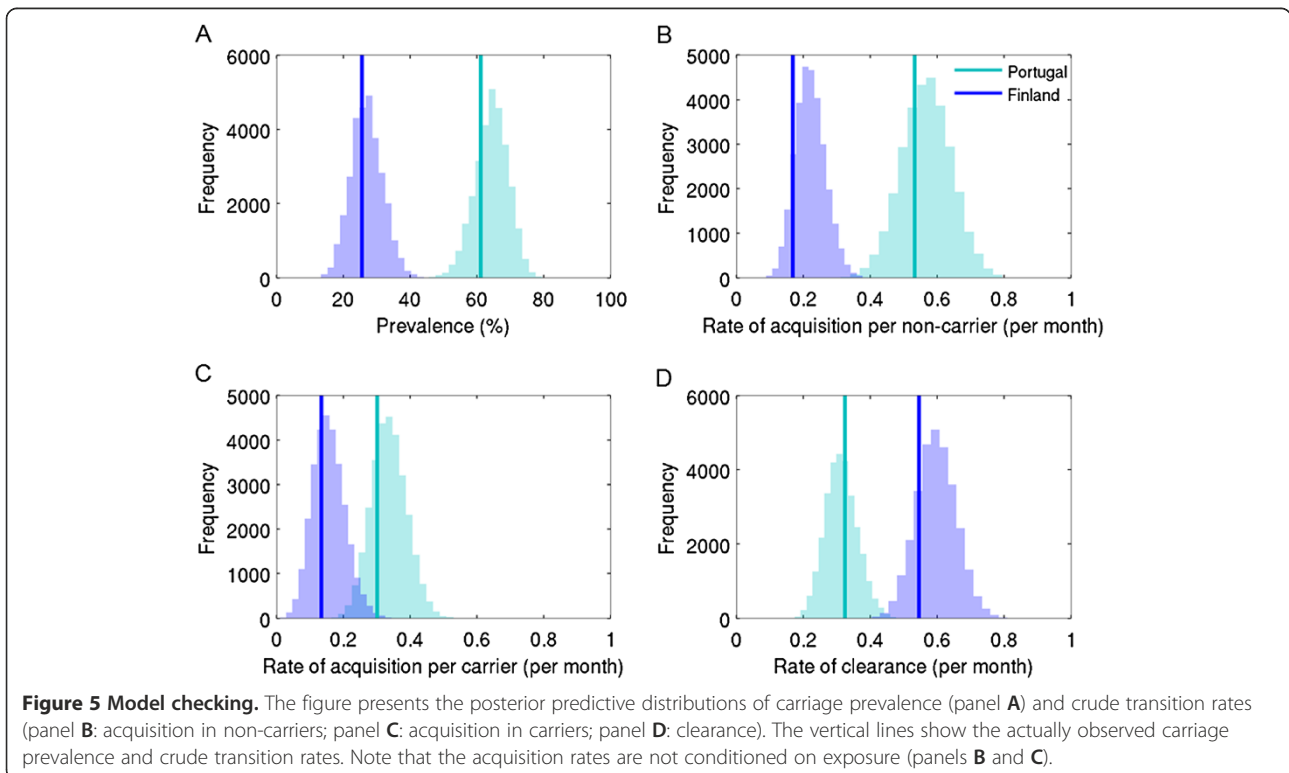 A
6000
4000
2000
0
Frequency
0 20 40 60 80 100
Prevalence (%)
B
5000
4000
3000
2000
1000
0
Frequency
Portugal
Finland
0 0.2 0.4 0.6 0.8 1
Rate of acquisition per non-carrier (per month)
C
5000
4000
3000
2000
1000
0
Frequency
0 0.2 0.4 0.6 0.8 1
Rate of acquisition per carrier (per month)
D
6000
4000
2000
0
Frequency
0 0.2 0.4 0.6 0.8 1
Rate of clearance (per month)
Figure 5 Model checking. The figure presents the posterior predictive distributions of carriage prevalence (panel A) and crude transition rates
(panel B: acquisition in non-carriers; panel C: acquisition in carriers; panel D: clearance). The vertical lines show the actually observed carriage
prevalence and crude transition rates. Note that the acquisition rates are not conditioned on exposure (panels B and C).